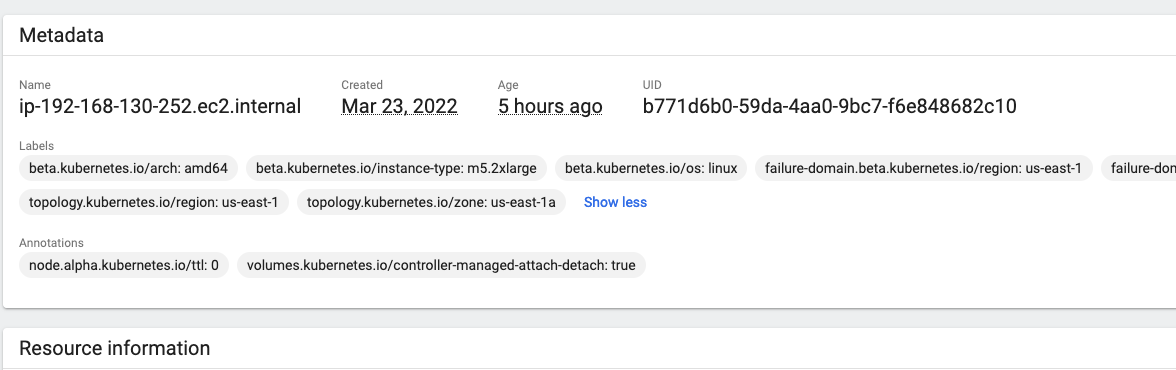 Metadata
Name Created Age UID
ip-192-168-130-252.ec2.internal Mar 23, 2022 5 hours ago b771d6b0-59da-4aa0-9bc7-f6e848682c10
Labels
beta.kubernetes.io/arch: amd64 beta.kubernetes.io/instance-type: m5.2xlarge beta.kubernetes.io/os: linux failure-domain.beta.kubernetes.io/region: us-east-1 failure-don
topology.kubernetes.io/region: us-east-1 topology.kubernetes.io/zone: us-east-1a Show less
Annotations
node.alpha.kubernetes.io/ttl: 0 volumes.kubernetes.io/controller-managed-attach-detach: true
Resource information